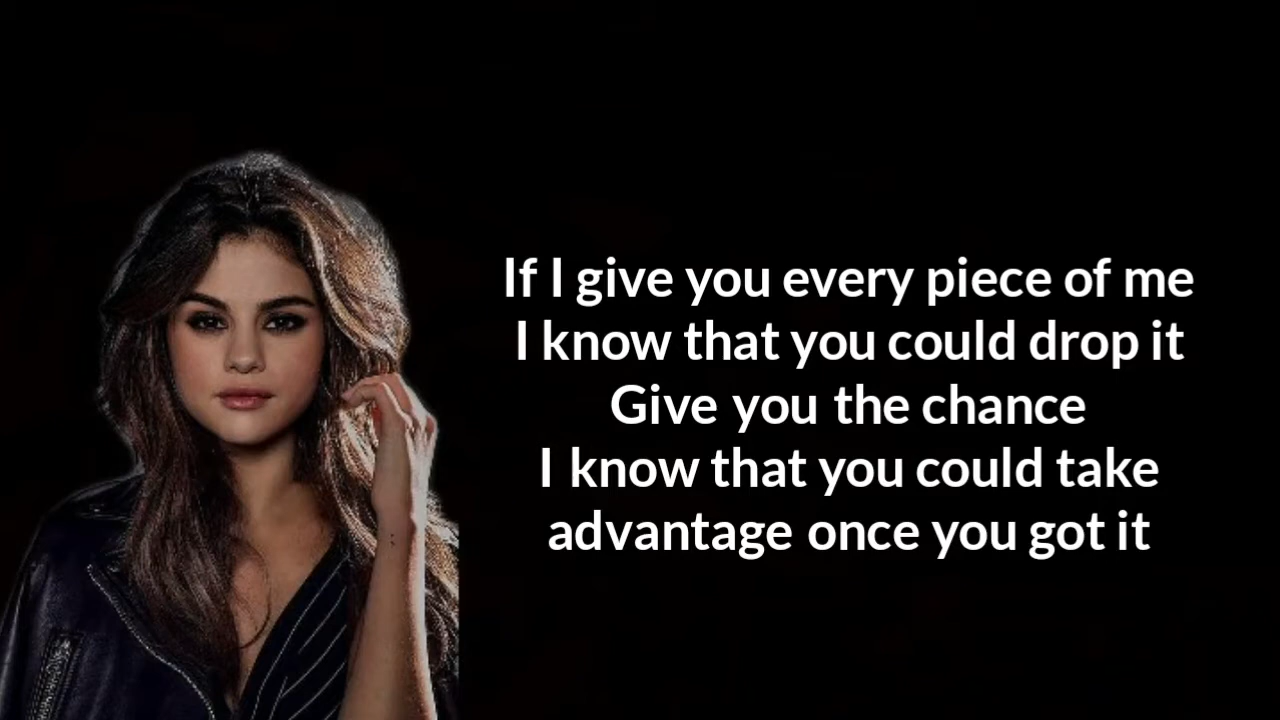 If I give you every piece of me
I know that you could drop it
Give you the chance
I know that you could take
advantage once you got it